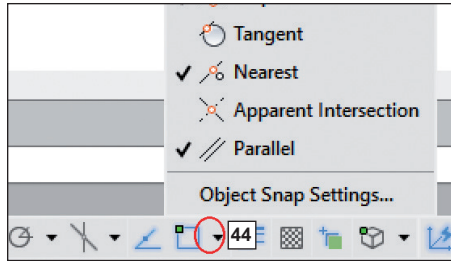 Tangent
Nearest
Apparent Intersection
Parallel
Object Snap Settings...
44